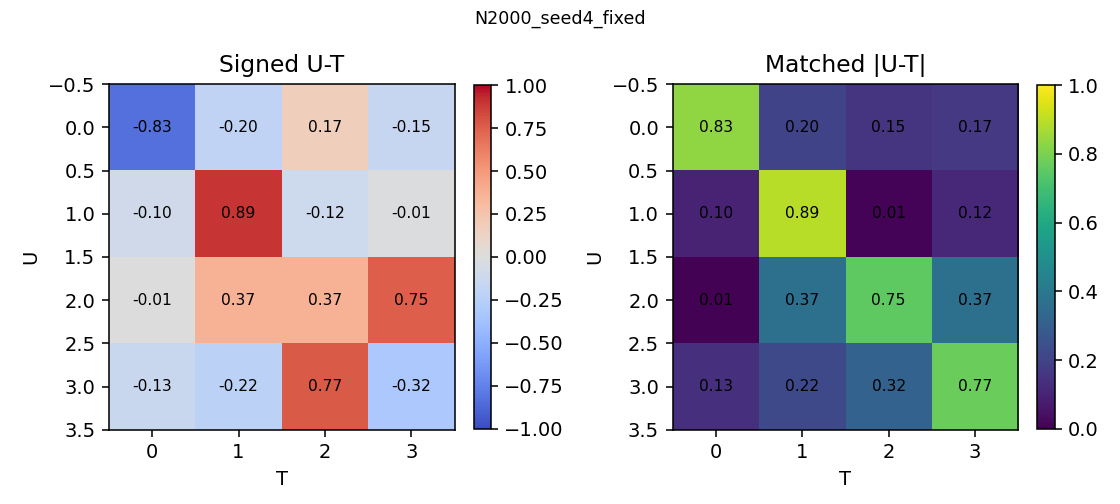 N2000_seed4_fixed
Signed U-T
−0.5
0.0
0.5
1.0
1.5
2.0
2.5
3.0
3.5
U
-0.83 -0.20 0.17 -0.15
-0.10 0.89 -0.12 -0.01
-0.01 0.37 0.37 0.75
-0.13 -0.22 0.77 -0.32
0 1 2 3
T
1.00
0.75
0.50
0.25
0.00
−0.25
−0.50
−0.75
−1.00
Matched |U-T|
−0.5
0.0
0.5
1.0
1.5
2.0
2.5
3.0
3.5
U
0.83 0.20 0.15 0.17
0.10 0.89 0.01 0.12
0.01 0.37 0.75 0.37
0.13 0.22 0.32 0.77
0 1 2 3
T
1.0
0.8
0.6
0.4
0.2
0.0